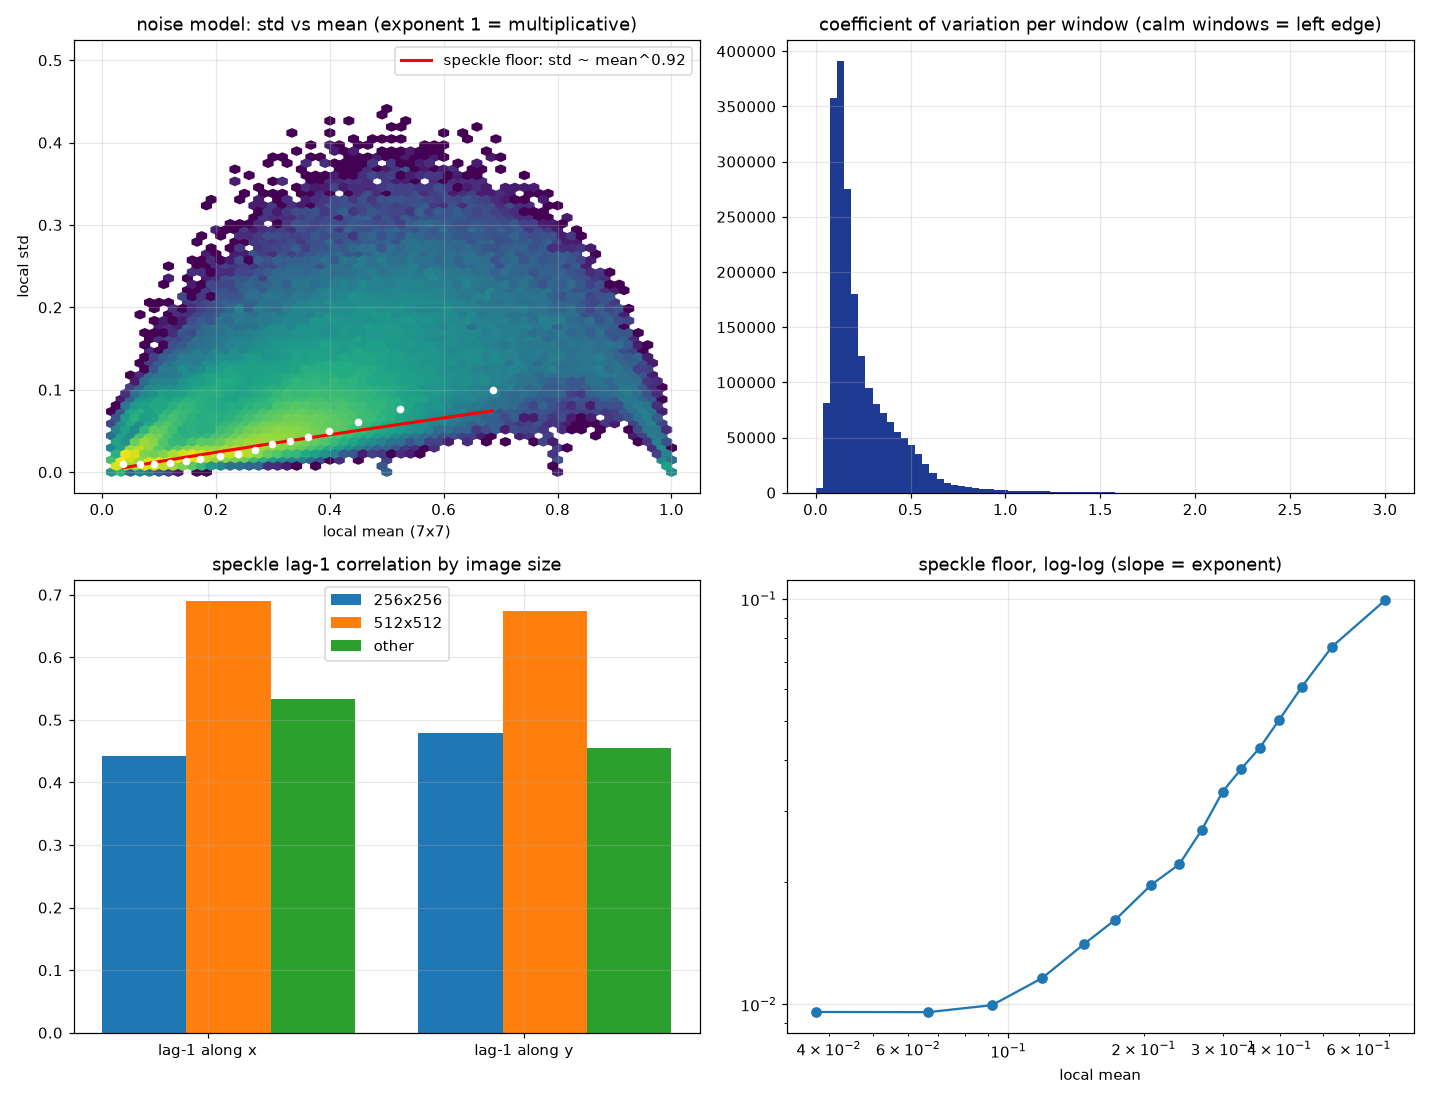 noise model: std vs mean (exponent 1 = multiplicative)
speckle floor: std ~ mean^0.92
0.5
0.4
0.3
0.2
0.1
0.0
local std
0.0 0.2 0.4 0.6 0.8 1.0
local mean (7x7)
coefficient of variation per window (calm windows = left edge)
400000
350000
300000
250000
200000
150000
100000
50000
0
0.0 0.5 1.0 1.5 2.0 2.5 3.0
speckle lag-1 correlation by image size
256x256
512x512
other
0.7
0.6
0.5
0.4
0.3
0.2
0.1
0.0
lag-1 along x lag-1 along y
speckle floor, log-log (slope = exponent)
10⁻¹
10⁻²
4 × 10⁻² 6 × 10⁻² 10⁻¹ 2 × 10⁻¹ 3 × 10⁻¹ 4 × 10⁻¹ 6 × 10⁻¹
local mean